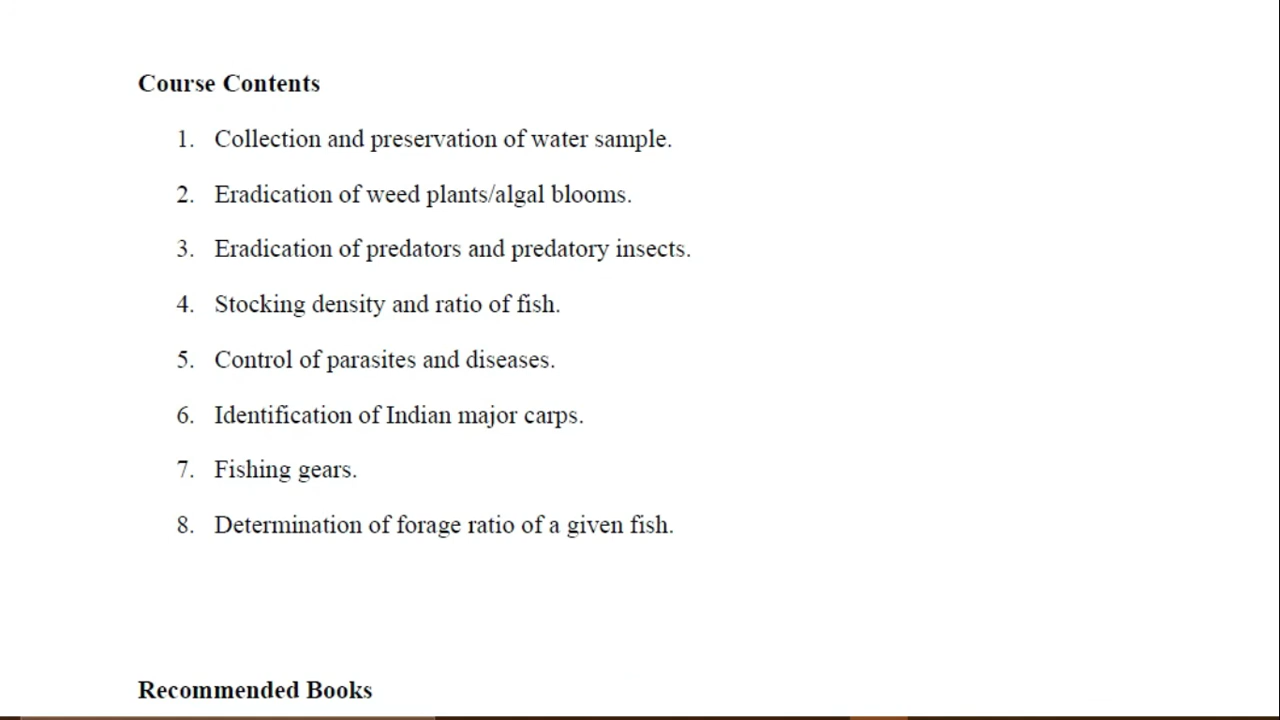 Course Contents
1. Collection and preservation of water sample.
2. Eradication of weed plants/algal blooms.
3. Eradication of predators and predatory insects.
4. Stocking density and ratio of fish.
5. Control of parasites and diseases.
6. Identification of Indian major carps.
7. Fishing gears.
8. Determination of forage ratio of a given fish.
Recommended Books